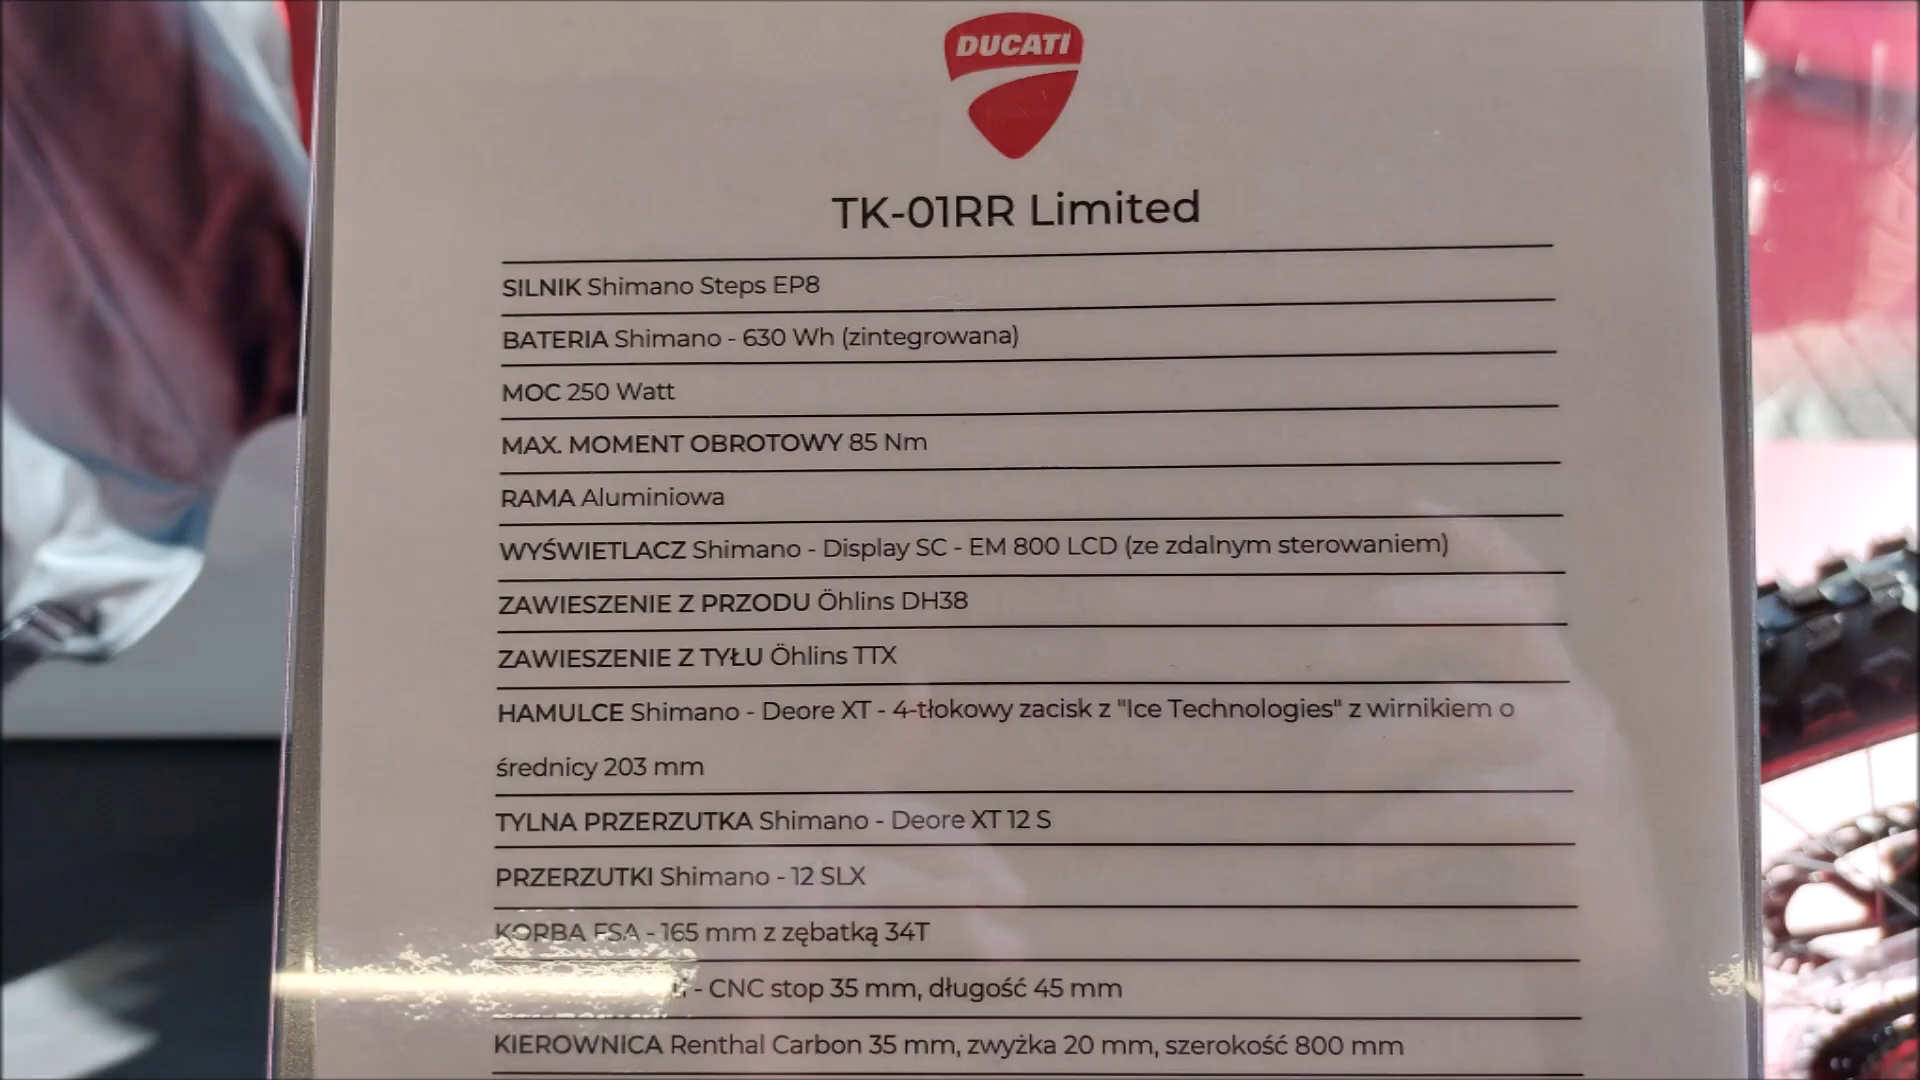 DUCATI
TK-01RR Limited
SILNIK Shimano Steps EP8
BATERIA Shimano - 630 Wh (zintegrowana)
MOC 250 Watt
MAX. MOMENT OBROTOWY 85 Nm
RAMA Aluminiowa
WYŚWIETLACZ Shimano - Display SC - EM 800 LCD (ze zdalnym sterowaniem)
ZAWIESZENIE Z PRZODU Öhlins DH38
ZAWIESZENIE Z TYŁU Öhlins TTX
HAMULCE Shimano - Deore XT - 4-tłokowy zacisk z "Ice Technologies" z wirnikiem o
średnicy 203 mm
TYLNA PRZERZUTKA Shimano - Deore XT 12 S
PRZERZUTKI Shimano - 12 SLX
KORBA FSA - 165 mm z zębatką 34T
- CNC stop 35 mm, długość 45 mm
KIEROWNICA Renthal Carbon 35 mm, zwyżka 20 mm, szerokość 800 mm